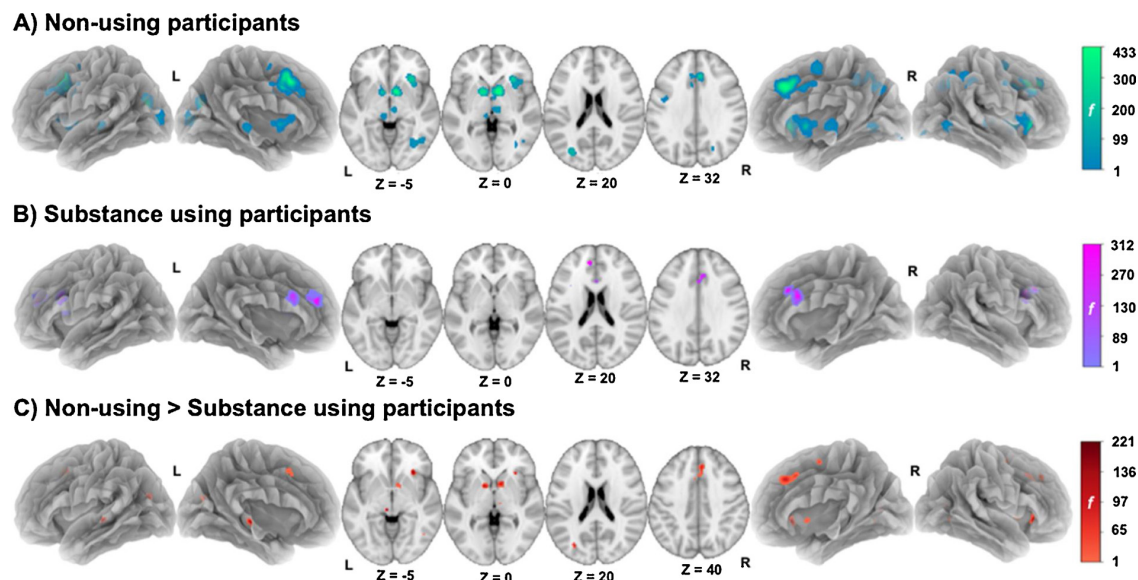 A) Non-using participants
L
R
433
300
200
99
1
f
L
Z = -5
Z = 0
Z = 20
Z = 32
R
B) Substance using participants
L
R
312
270
130
89
1
f
L
Z = -5
Z = 0
Z = 20
Z = 32
R
C) Non-using > Substance using participants
L
R
221
136
97
65
1
f
L
Z = -5
Z = 0
Z = 20
Z = 40
R